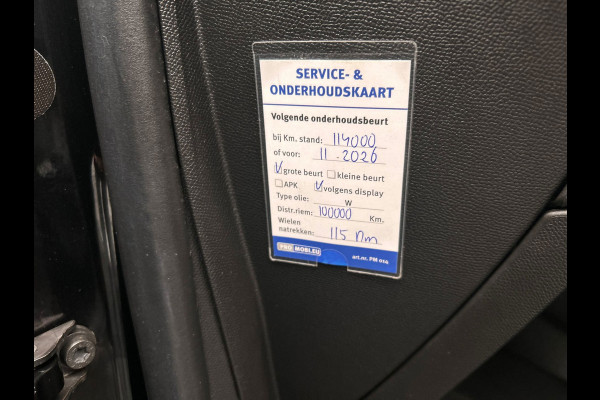 SERVICE- &
ONDERHOUDSKAART
Volgende onderhoudsbeurt
bij Km. stand: 114000
of voor: 11-2026
grote beurt kleine beurt
APK volgens display
Type olie: W
Distr.riem: 100000 Km.
Wielen
natrekken: 115 Nm
PRO MOBI.EU art.nr. PM 014